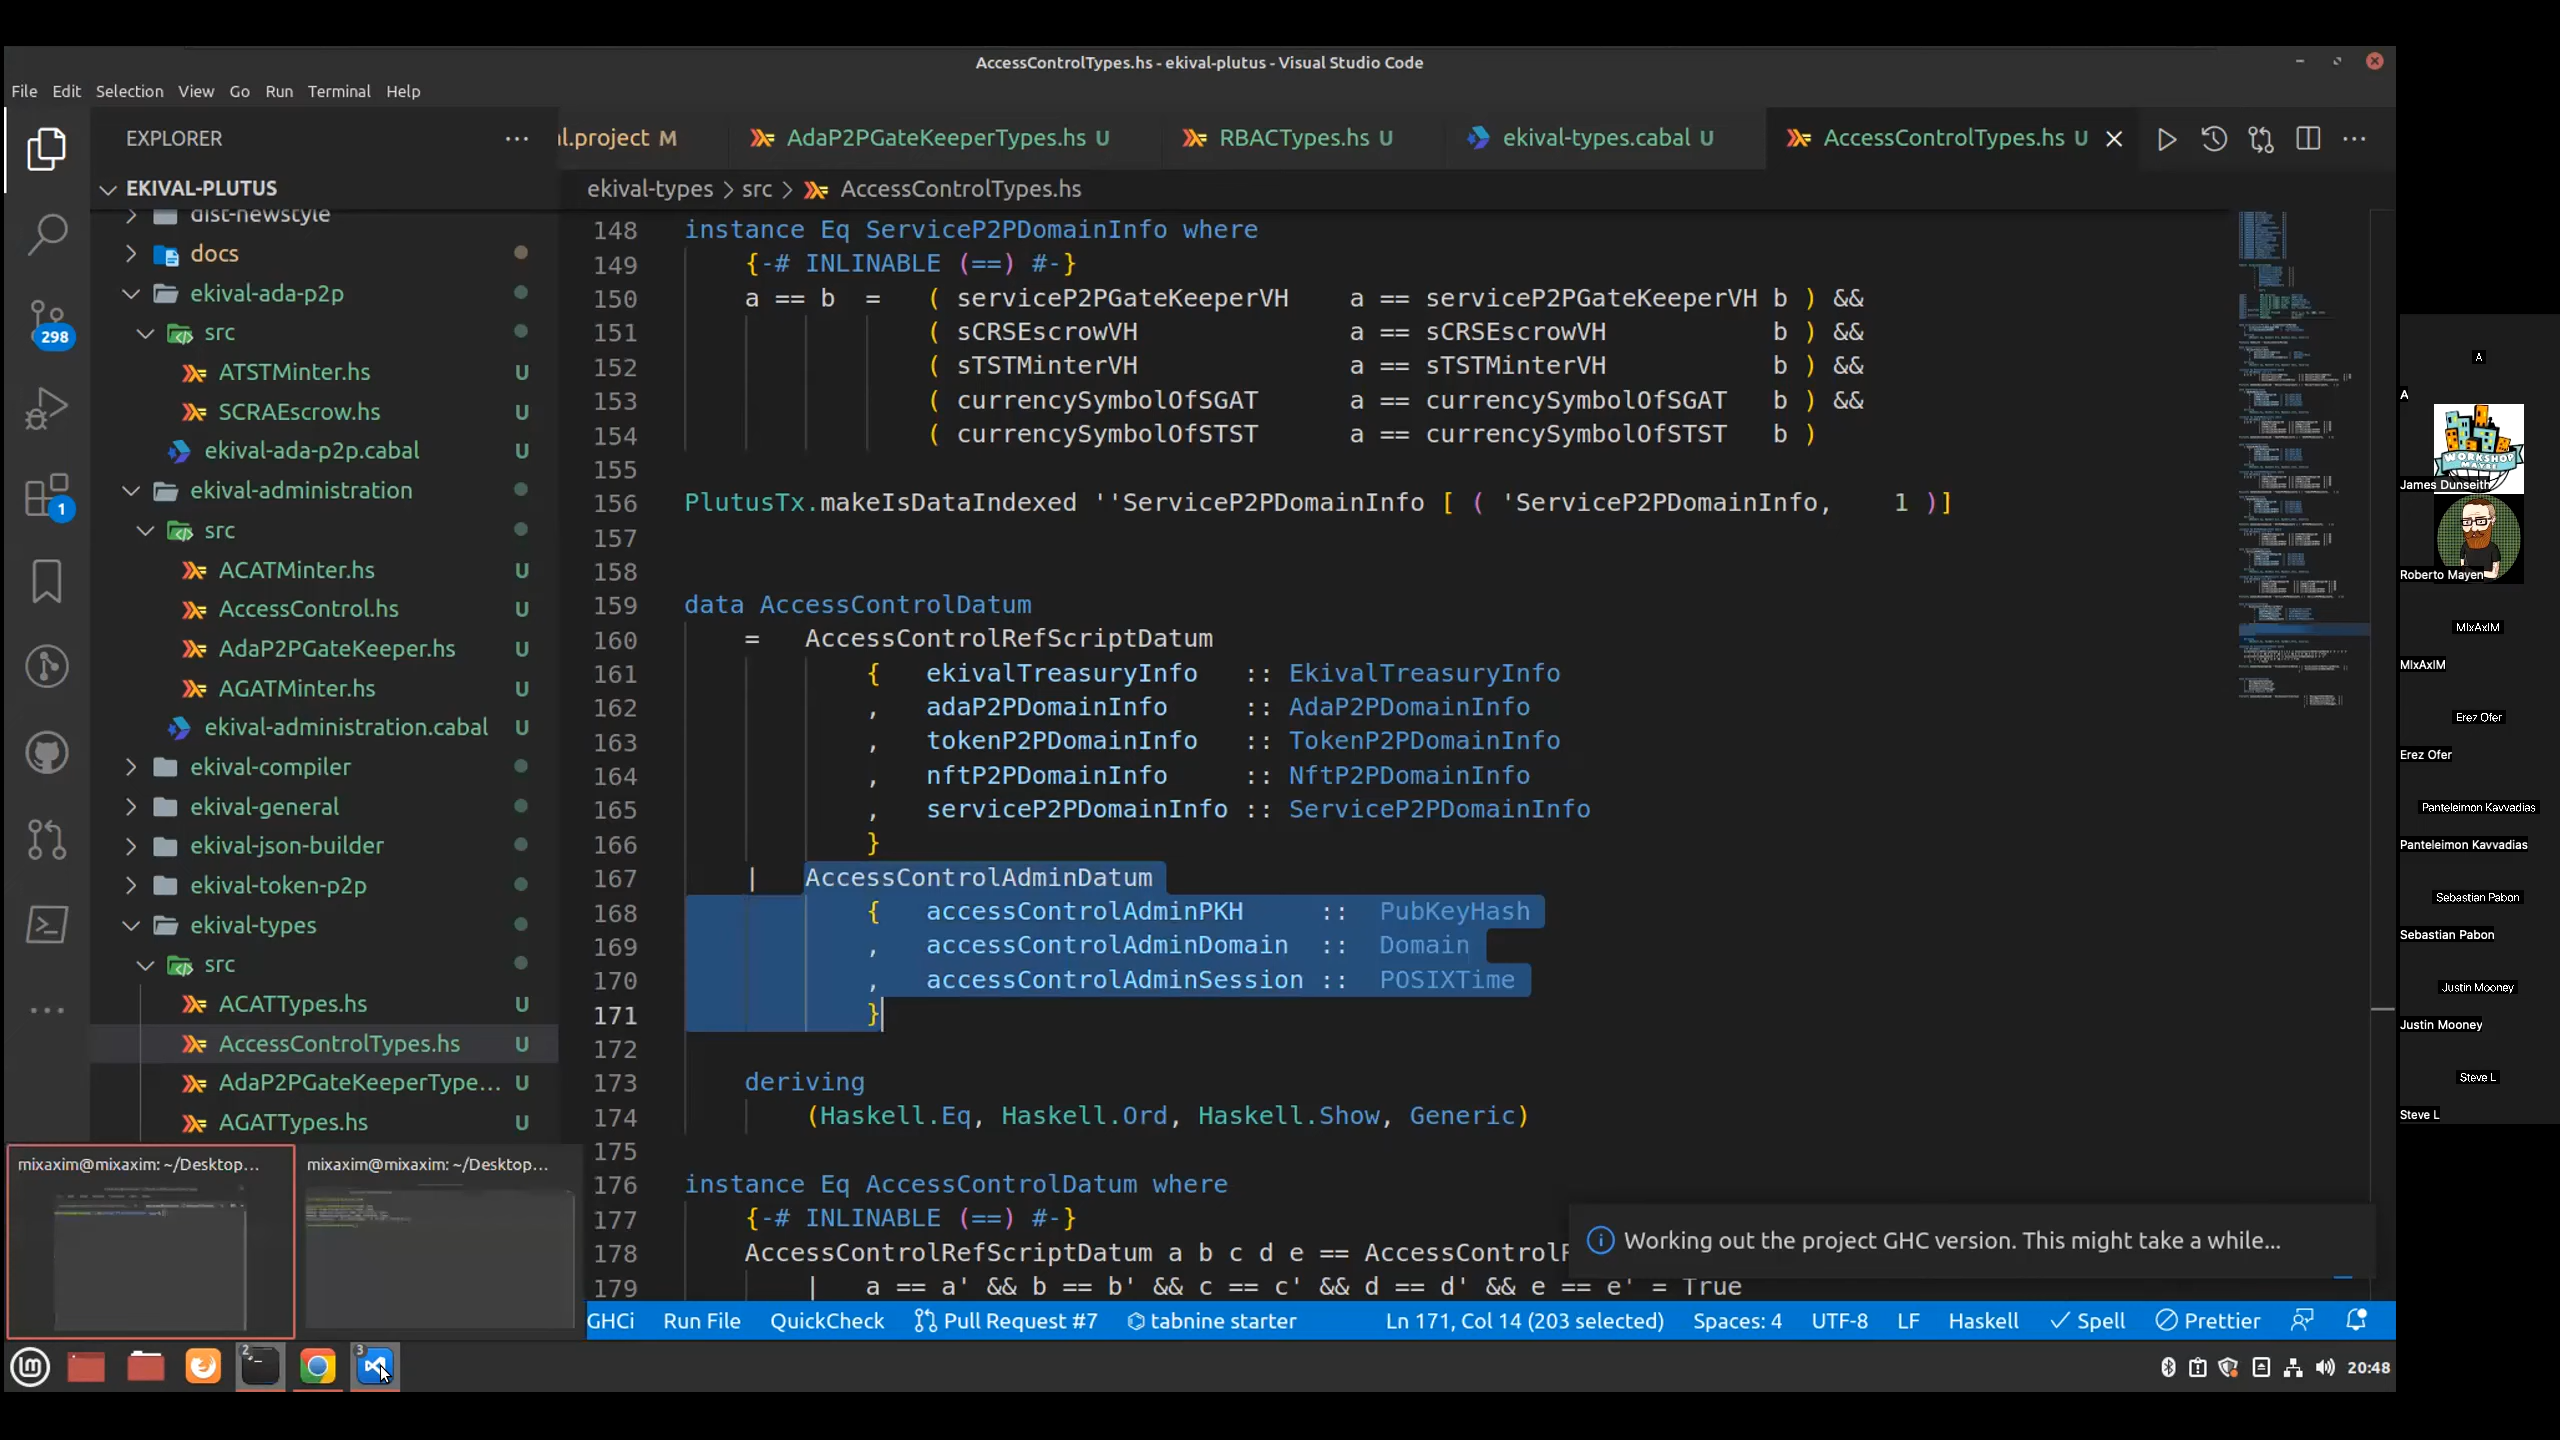 AccessControlTypes.hs - ekival-plutus - Visual Studio Code
File Edit Selection View Go Run Terminal Help
EXPLORER
EKIVAL-PLUTUS
dist-newstyle
docs
ekival-ada-p2p
src
ATSTMinter.hs U
SCRAEscrow.hs U
ekival-ada-p2p.cabal U
ekival-administration
src
ACATMinter.hs U
AccessControl.hs U
AdaP2PGateKeeper.hs U
AGATMinter.hs U
ekival-administration.cabal U
ekival-compiler
ekival-general
ekival-json-builder
ekival-token-p2p
ekival-types
src
ACATTypes.hs U
AccessControlTypes.hs U
AdaP2PGateKeeperType... U
AGATTypes.hs U
298
1
al.project M
AdaP2PGateKeeperTypes.hs U
RBACTypes.hs U
ekival-types.cabal U
AccessControlTypes.hs U
ekival-types > src > AccessControlTypes.hs
148 instance Eq ServiceP2PDomainInfo where
149 {-# INLINABLE (==) #-}
150 a == b = ( serviceP2PGateKeeperVH a == serviceP2PGateKeeperVH b ) &&
151 ( sCRSEscrowVH a == sCRSEscrowVH b ) &&
152 ( sTSTMinterVH a == sTSTMinterVH b ) &&
153 ( currencySymbolOfSGAT a == currencySymbolOfSGAT b ) &&
154 ( currencySymbolOfSTST a == currencySymbolOfSTST b )
155
156 PlutusTx.makeIsDataIndexed ''ServiceP2PDomainInfo [ ( 'ServiceP2PDomainInfo, 1 )]
157
158
159 data AccessControlDatum
160 = AccessControlRefScriptDatum
161 { ekivalTreasuryInfo :: EkivalTreasuryInfo
162 , adaP2PDomainInfo :: AdaP2PDomainInfo
163 , tokenP2PDomainInfo :: TokenP2PDomainInfo
164 , nftP2PDomainInfo :: NftP2PDomainInfo
165 , serviceP2PDomainInfo :: ServiceP2PDomainInfo
166 }
167 | AccessControlAdminDatum
168 { accessControlAdminPKH :: PubKeyHash
169 , accessControlAdminDomain :: Domain
170 , accessControlAdminSession :: POSIXTime
171 }
172
173 deriving
174 (Haskell.Eq, Haskell.Ord, Haskell.Show, Generic)
175
176 instance Eq AccessControlDatum where
177 {-# INLINABLE (==) #-}
178 AccessControlRefScriptDatum a b c d e == AccessControl
179 | a == a' && b == b' && c == c' && d == d' && e == e' = True
Working out the project GHC version. This might take a while...
mixaxim@mixaxim: ~/Desktop...
mixaxim@mixaxim: ~/Desktop...
GHCi Run File QuickCheck Pull Request #7 tabnine starter Ln 171, Col 14 (203 selected) Spaces: 4 UTF-8 LF Haskell Spell Prettier
2
3
20:48
A
A
WORKSHOP
MAYBE
James Dunseith
Roberto Mayen
MIxAxIM
MIxAxIM
Erez Ofer
Erez Ofer
Panteleimon Kavvadias
Panteleimon Kavvadias
Sebastian Pabon
Sebastian Pabon
Justin Mooney
Justin Mooney
Steve L
Steve L